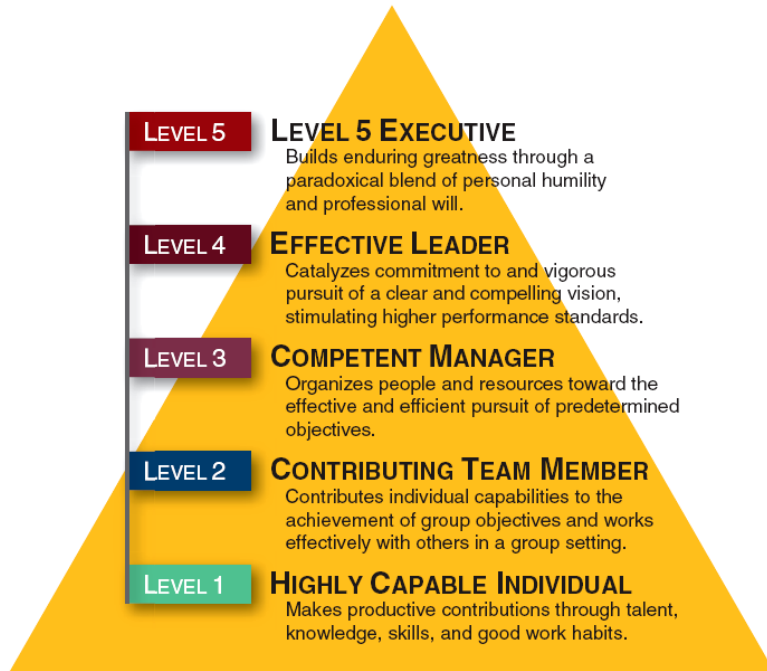 LEVEL 5
LEVEL 5 EXECUTIVE
Builds enduring greatness through a
paradoxical blend of personal humility
and professional will.
LEVEL 4
EFFECTIVE LEADER
Catalyzes commitment to and vigorous
pursuit of a clear and compelling vision,
stimulating higher performance standards.
LEVEL 3
COMPETENT MANAGER
Organizes people and resources toward the
effective and efficient pursuit of predetermined
objectives.
LEVEL 2
CONTRIBUTING TEAM MEMBER
Contributes individual capabilities to the
achievement of group objectives and works
effectively with others in a group setting.
LEVEL 1
HIGHLY CAPABLE INDIVIDUAL
Makes productive contributions through talent,
knowledge, skills, and good work habits.